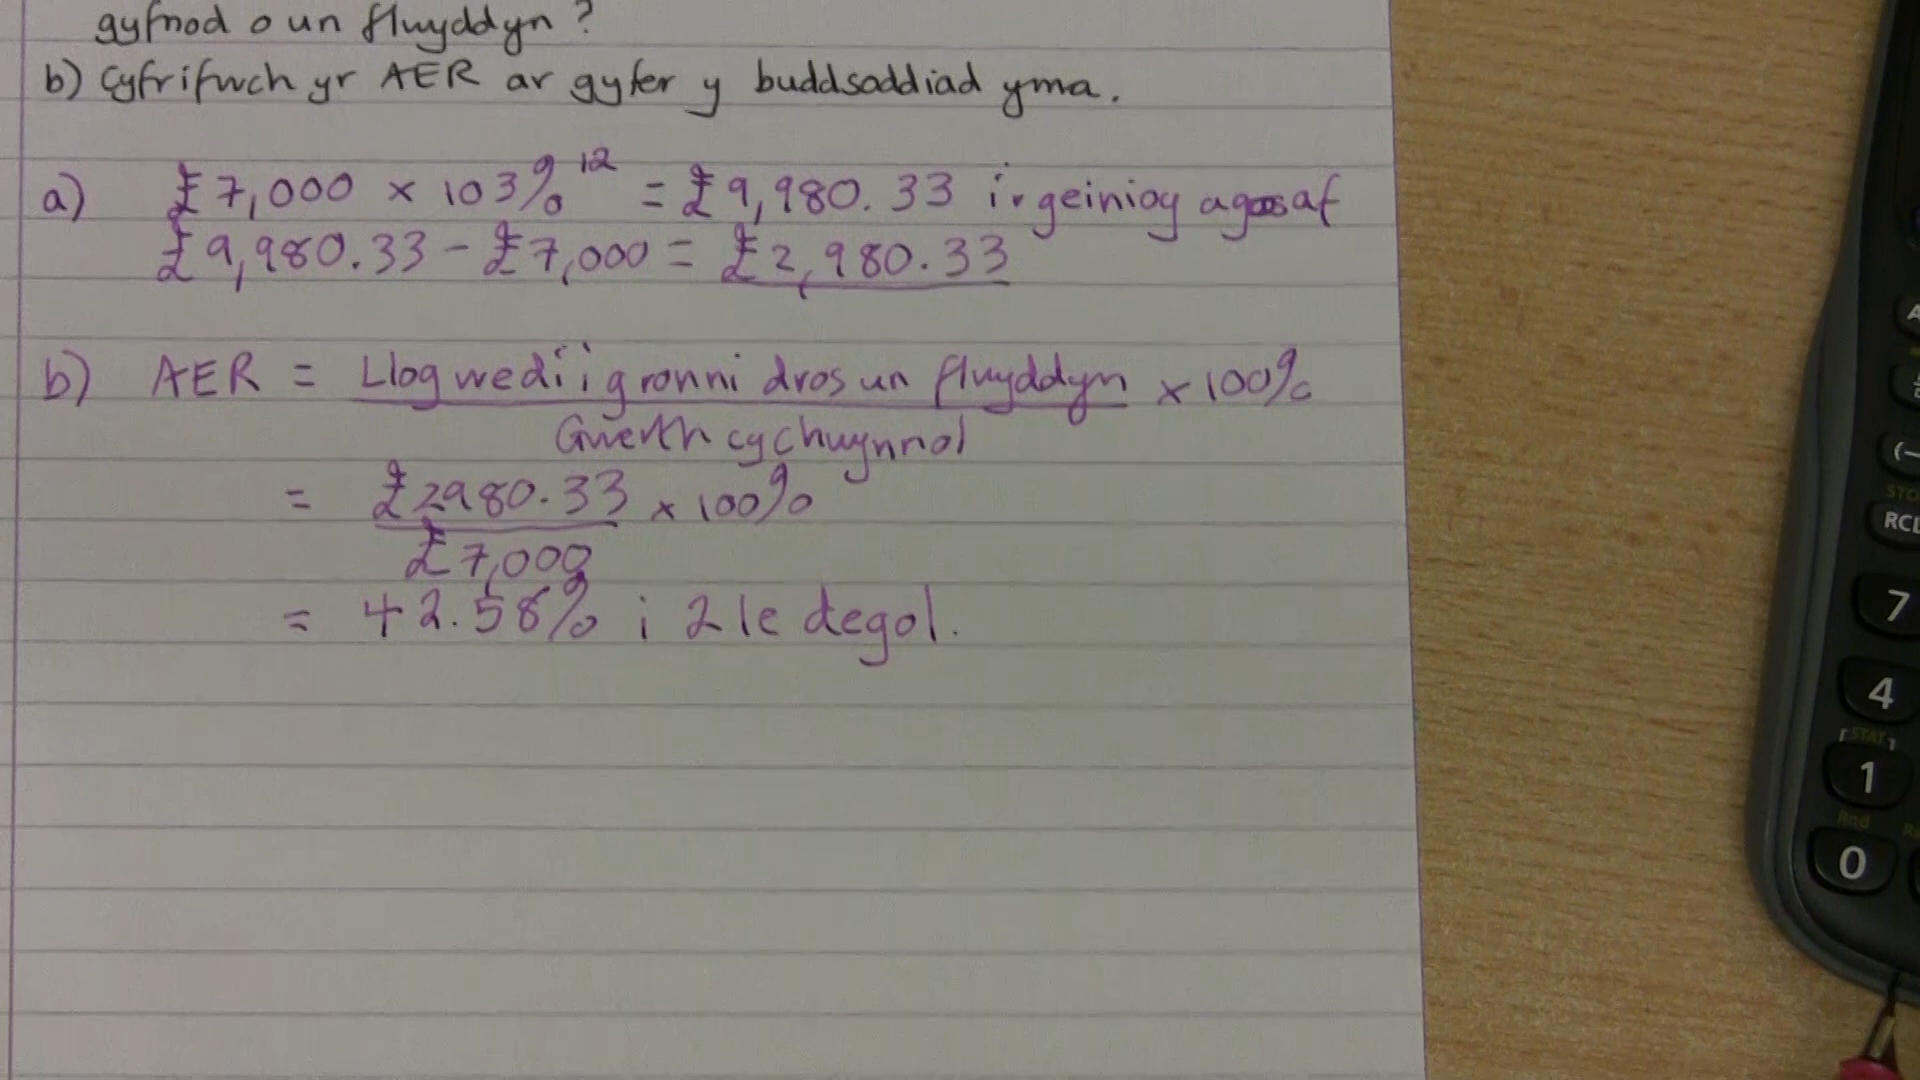 gyfnod o un flwyddyn?
b) Cyfrifwch yr AER ar gyfer y buddsoddiad yma.
a) £7,000 × 103%¹² = £9,980.33 i'r geiniog agosaf
£9,980.33 - £7,000 = £2,980.33
b) AER = Llog wedi'i gronni dros un flwyddyn × 100%
Gwerth cychwynnol
= £2980.33 × 100%
£7,000
= 42.58% i 2 le degol.
RCL
7
4
STAT
1
Rnd
0